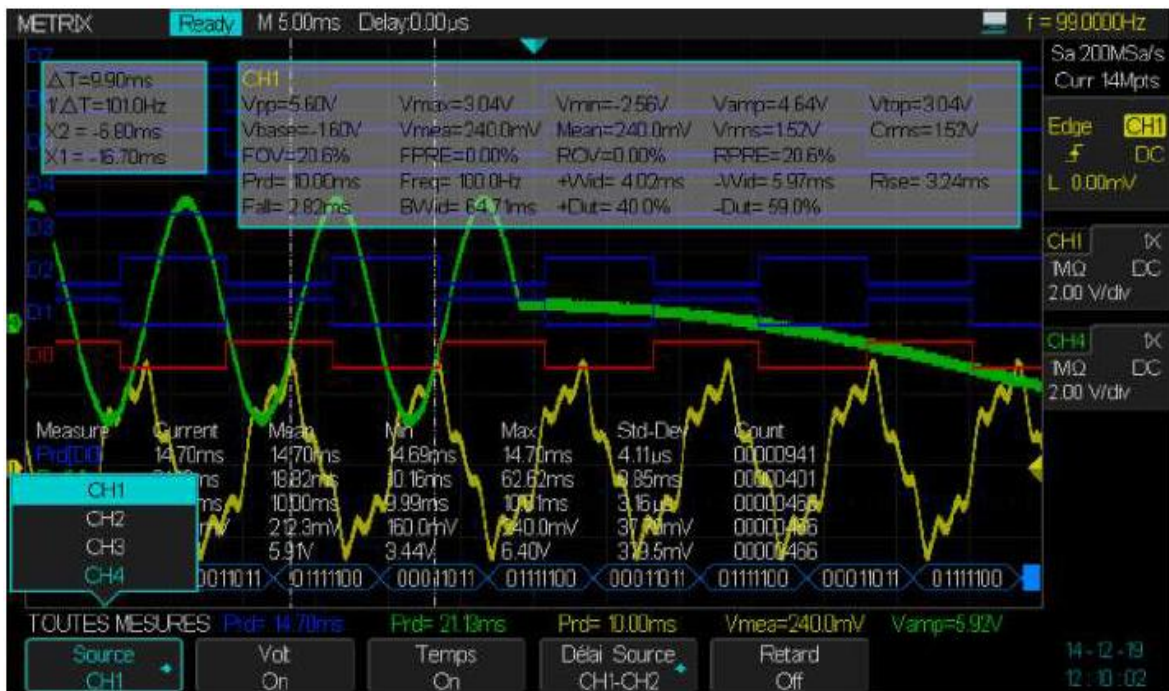 METRIX Ready M 5.00ms Delay:0.00µs f = 99.0000Hz
Sa 200MSa/s
Curr 14Mpts
Edge CH1
DC
L 0.00mV
CH1 1X
1MΩ DC
2.00 V/div
CH4 1X
1MΩ DC
2.00 V/div
D7
ΔT=9.90ms
1/ΔT=101.0Hz
X2 = -6.80ms
X1 = -16.70ms
CH1
Vpp=5.60V Vmax=3.04V Vmin=-2.56V Vamp=4.64V Vtop=3.04V
Vbase=-1.60V Vmea=240.0mV Mean=240.0mV Vrms=1.52V Crms=1.52V
FOV=20.6% FPRE=0.00% ROV=0.00% RPRE=20.6%
Prd= 10.00ms Freq= 100.0Hz +Wid= 4.02ms -Wid= 5.97ms Rise= 3.24ms
Fall= 2.82ms BWid= 64.71ms +Dut= 40.0% -Dut= 59.0%
D4
D3
D2
D1
D0
Measure Current Mean Min Max Std-Dev Count
Prd[D0] 14.70ms 14.70ms 14.69ms 14.70ms 4.11µs 00000941
18.82ms 10.16ms 62.62ms 00000401
10.00ms 9.99ms 3.16µs 00000466
212.3mV 160.0mV 240.0mV 00000466
5.91V 3.44V 6.40V 379.5mV 00000466
CH1
CH2
CH3
CH4
00011011 01111100 00011011 01111100 00011011 01111100 00011011 01111100
TOUTES MESURES Prd= 14.70ms Prd= 21.19ms Prd= 10.00ms Vmea=240.0mV Vamp=5.92V
Source Volt Temps Délai Source Retard
CH1 On On CH1-CH2 Off
14-12-19
12:10:02